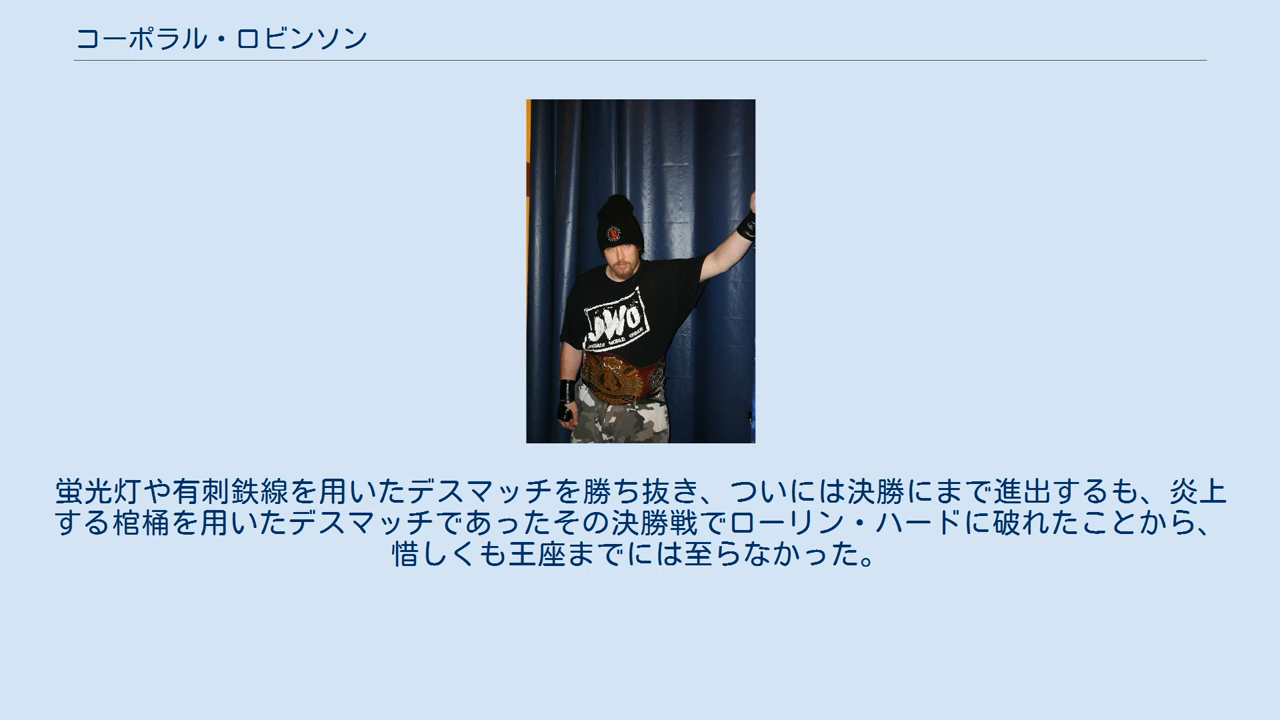 コーポラル・ロビンソン
JWO
蛍光灯や有刺鉄線を用いたデスマッチを勝ち抜き、ついには決勝にまで進出するも、炎上
する棺桶を用いたデスマッチであったその決勝戦でローリン・ハードに破れたことから、
惜しくも王座までには至らなかった。